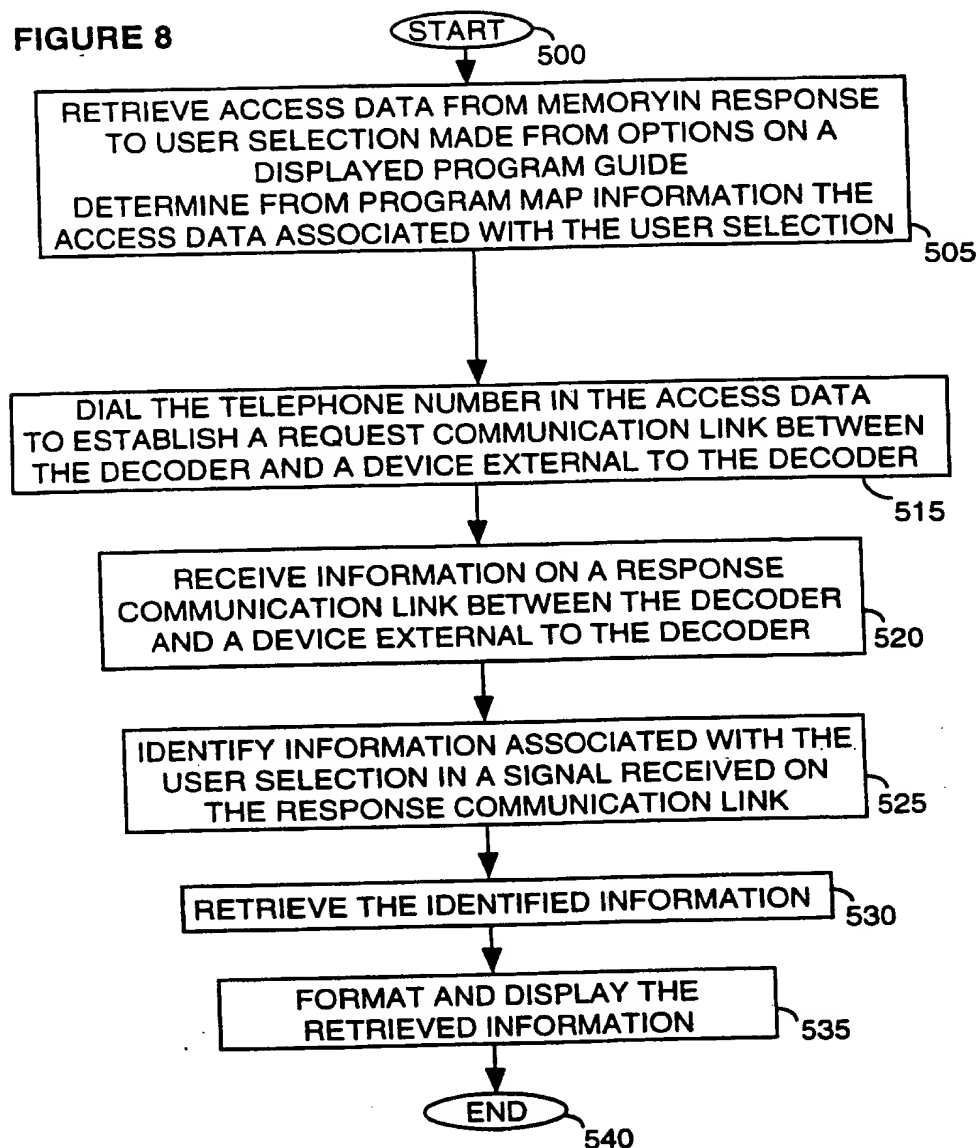 FIGURE 8
START
500
RETRIEVE ACCESS DATA FROM MEMORYIN RESPONSE
TO USER SELECTION MADE FROM OPTIONS ON A
DISPLAYED PROGRAM GUIDE
DETERMINE FROM PROGRAM MAP INFORMATION THE
ACCESS DATA ASSOCIATED WITH THE USER SELECTION
505
DIAL THE TELEPHONE NUMBER IN THE ACCESS DATA
TO ESTABLISH A REQUEST COMMUNICATION LINK BETWEEN
THE DECODER AND A DEVICE EXTERNAL TO THE DECODER
515
RECEIVE INFORMATION ON A RESPONSE
COMMUNICATION LINK BETWEEN THE DECODER
AND A DEVICE EXTERNAL TO THE DECODER
520
IDENTIFY INFORMATION ASSOCIATED WITH THE
USER SELECTION IN A SIGNAL RECEIVED ON
THE RESPONSE COMMUNICATION LINK
525
RETRIEVE THE IDENTIFIED INFORMATION
530
FORMAT AND DISPLAY THE
RETRIEVED INFORMATION
535
END
540